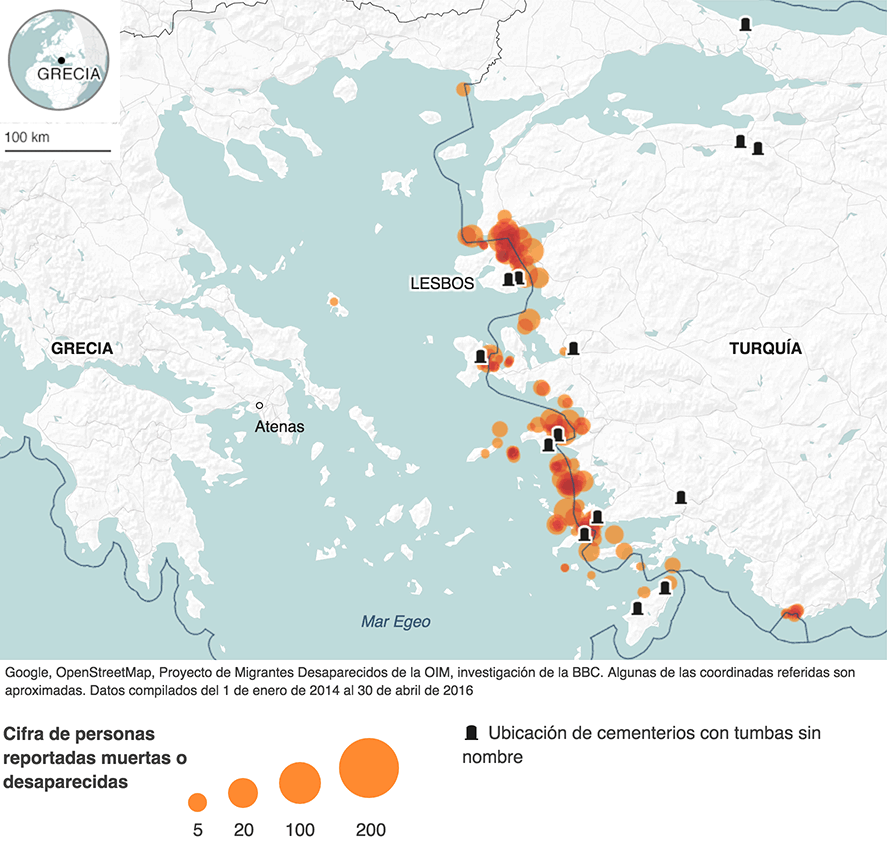 GRECIA
100 km
LESBOS
GRECIA
TURQUÍA
Atenas
Mar Egeo
Google, OpenStreetMap, Proyecto de Migrantes Desaparecidos de la OIM, investigación de la BBC. Algunas de las coordinadas referidas son
aproximadas. Datos compilados del 1 de enero de 2014 al 30 de abril de 2016
Cifra de personas
reportadas muertas o
desaparecidas
5 20 100 200
Ubicación de cementerios con tumbas sin
nombre